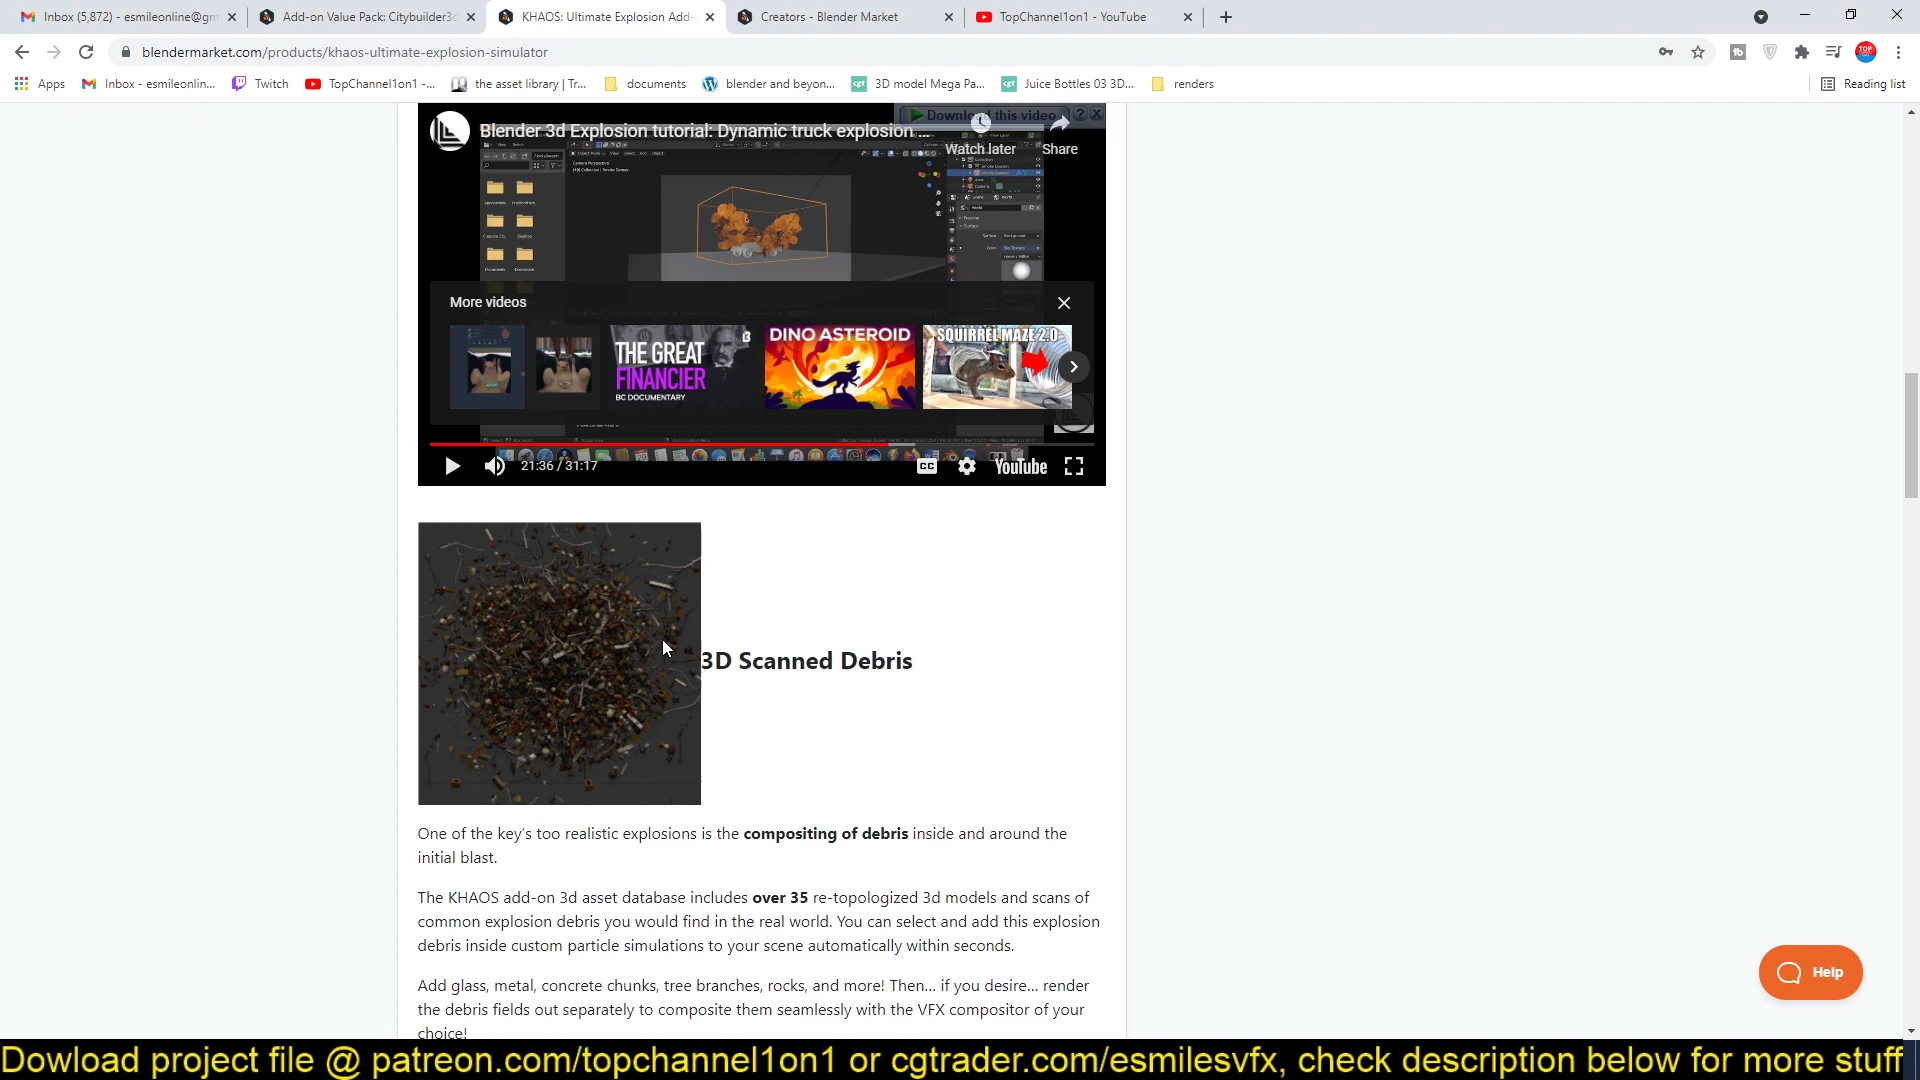 Inbox (5,872) - esmileonline@gm
Add-on Value Pack: Citybuilder3
KHAOS: Ultimate Explosion Add-
Creators - Blender Market
TopChannel1on1 - YouTube
blendermarket.com/products/khaos-ultimate-explosion-simulator
Apps
Inbox - esmileonlin...
Twitch
TopChannel1on1 -...
the asset library | Tr...
documents
blender and beyon...
3D model Mega Pa...
Juice Bottles 03 3D...
renders
Reading list
Download this video
Blender 3d Explosion tutorial: Dynamic truck explosion ...
Watch later
Share
More videos
THE GREAT
FINANCIER
BC DOCUMENTARY
DINO ASTEROID
SQUIRREL MAZE 2.0
21:36 / 31:17
CC
YouTube
3D Scanned Debris
One of the key's too realistic explosions is the compositing of debris inside and around the
initial blast.
The KHAOS add-on 3d asset database includes over 35 re-topologized 3d models and scans of
common explosion debris you would find in the real world. You can select and add this explosion
debris inside custom particle simulations to your scene automatically within seconds.
Add glass, metal, concrete chunks, tree branches, rocks, and more! Then... if you desire... render
the debris fields out separately to composite them seamlessly with the VFX compositor of your
choice!
Help
Dowload project file @ patreon.com/topchannel1on1 or cgtrader.com/esmilesvfx, check description below for more stuff